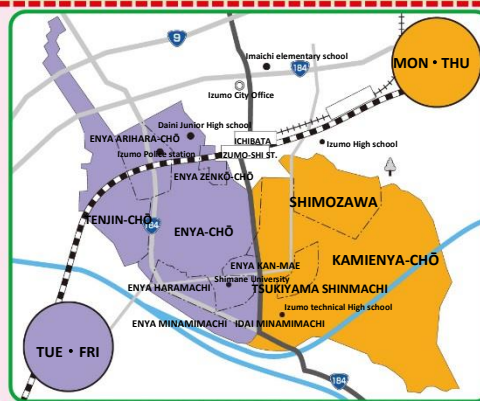 9
Imaichi elementary school
184
MON・THU
Izumo City Office
Daini Junior High school
ICHIBATA
ENYA ARIHARA-CHŌ
Izumo High school
Izumo Police station
IZUMO-SHI ST.
ENYA ZENKŌ-CHŌ
SHIMOZAWA
TENJIN-CHŌ
184
ENYA-CHŌ
KAMIENYA-CHŌ
ENYA KAN-MAE
Shimane University
ENYA HARAMACHI
TSUKIYAMA SHINMACHI
Izumo technical High school
ENYA MINAMIMACHI
IDAI MINAMIMACHI
TUE・FRI
184